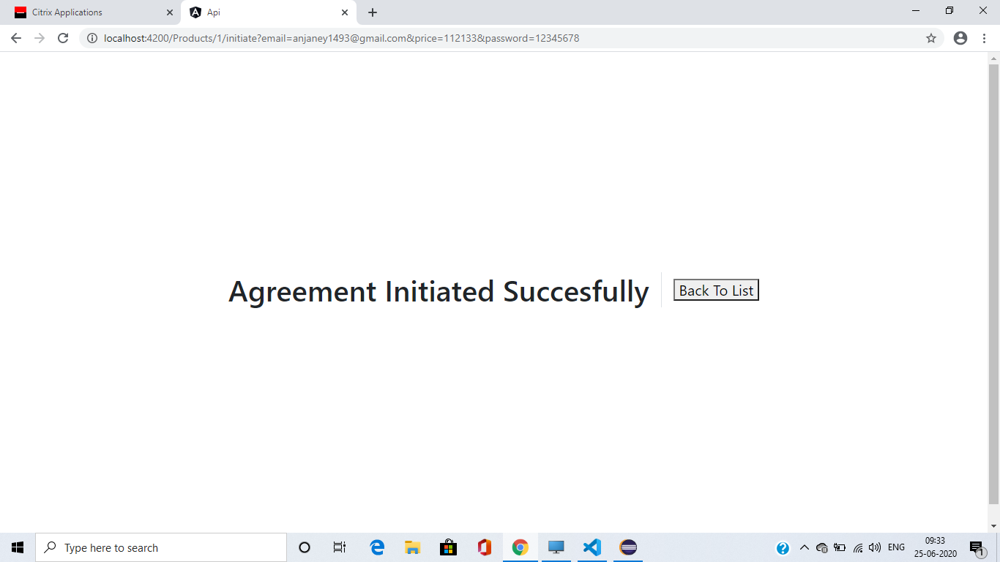 Citrix Applications
Api
localhost:4200/Products/1/initiate?email=anjaney1493@gmail.com&price=112133&password=12345678
Agreement Initiated Succesfully
Back To List
Type here to search
ENG
09:33
25-06-2020
1